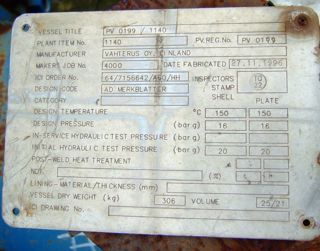 VESSEL TITLE PV 0199 / 1140
PLANT ITEM No. 1140 PV.REG.No. PV 0199
MANUFACTURER VAHTERUS OY, FINLAND
MAKERS JOB No. 4000 DATE FABRICATED 27.11.1996
ICI ORDER No. 64/7156642/A60/HH INSPECTORS STAMP
DESIGN CODE AD MERKBLATTER
CATEGORY SHELL PLATE
DESIGN TEMPERATURE °C 150 150
DESIGN PRESSURE (bar g) 16 16
IN-SERVICE HYDRAULIC TEST PRESSURE (bar g)
INITIAL HYDRAULIC TEST PRESSURE (bar g) 20 20
POST-WELD HEAT TREATMENT
NDT. (%)
LINING - MATERIAL/THICKNESS (mm)
VESSEL DRY WEIGHT (kg) 306 VOLUME 25/21
ICI DRAWING No.